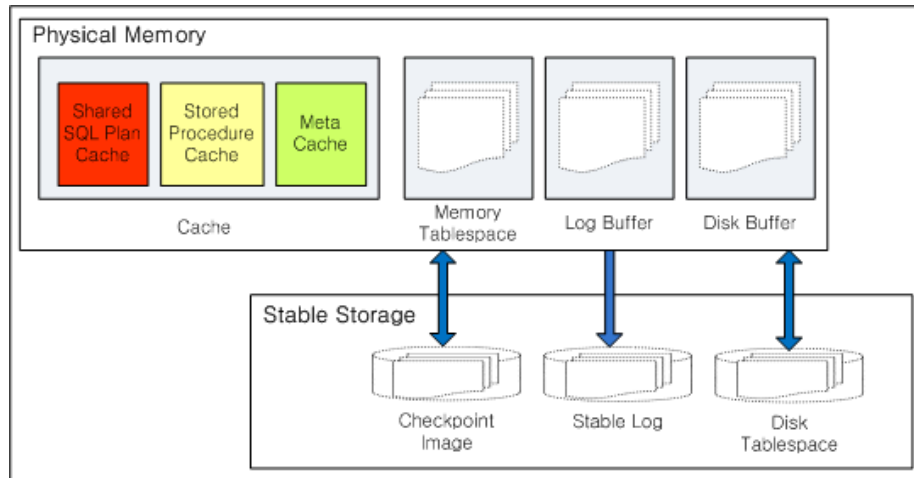 Physical Memory
Shared
SQL Plan
Cache
Stored
Procedure
Cache
Meta
Cache
Cache
Memory
Tablespace
Log Buffer
Disk Buffer
Stable Storage
Checkpoint
Image
Stable Log
Disk
Tablespace